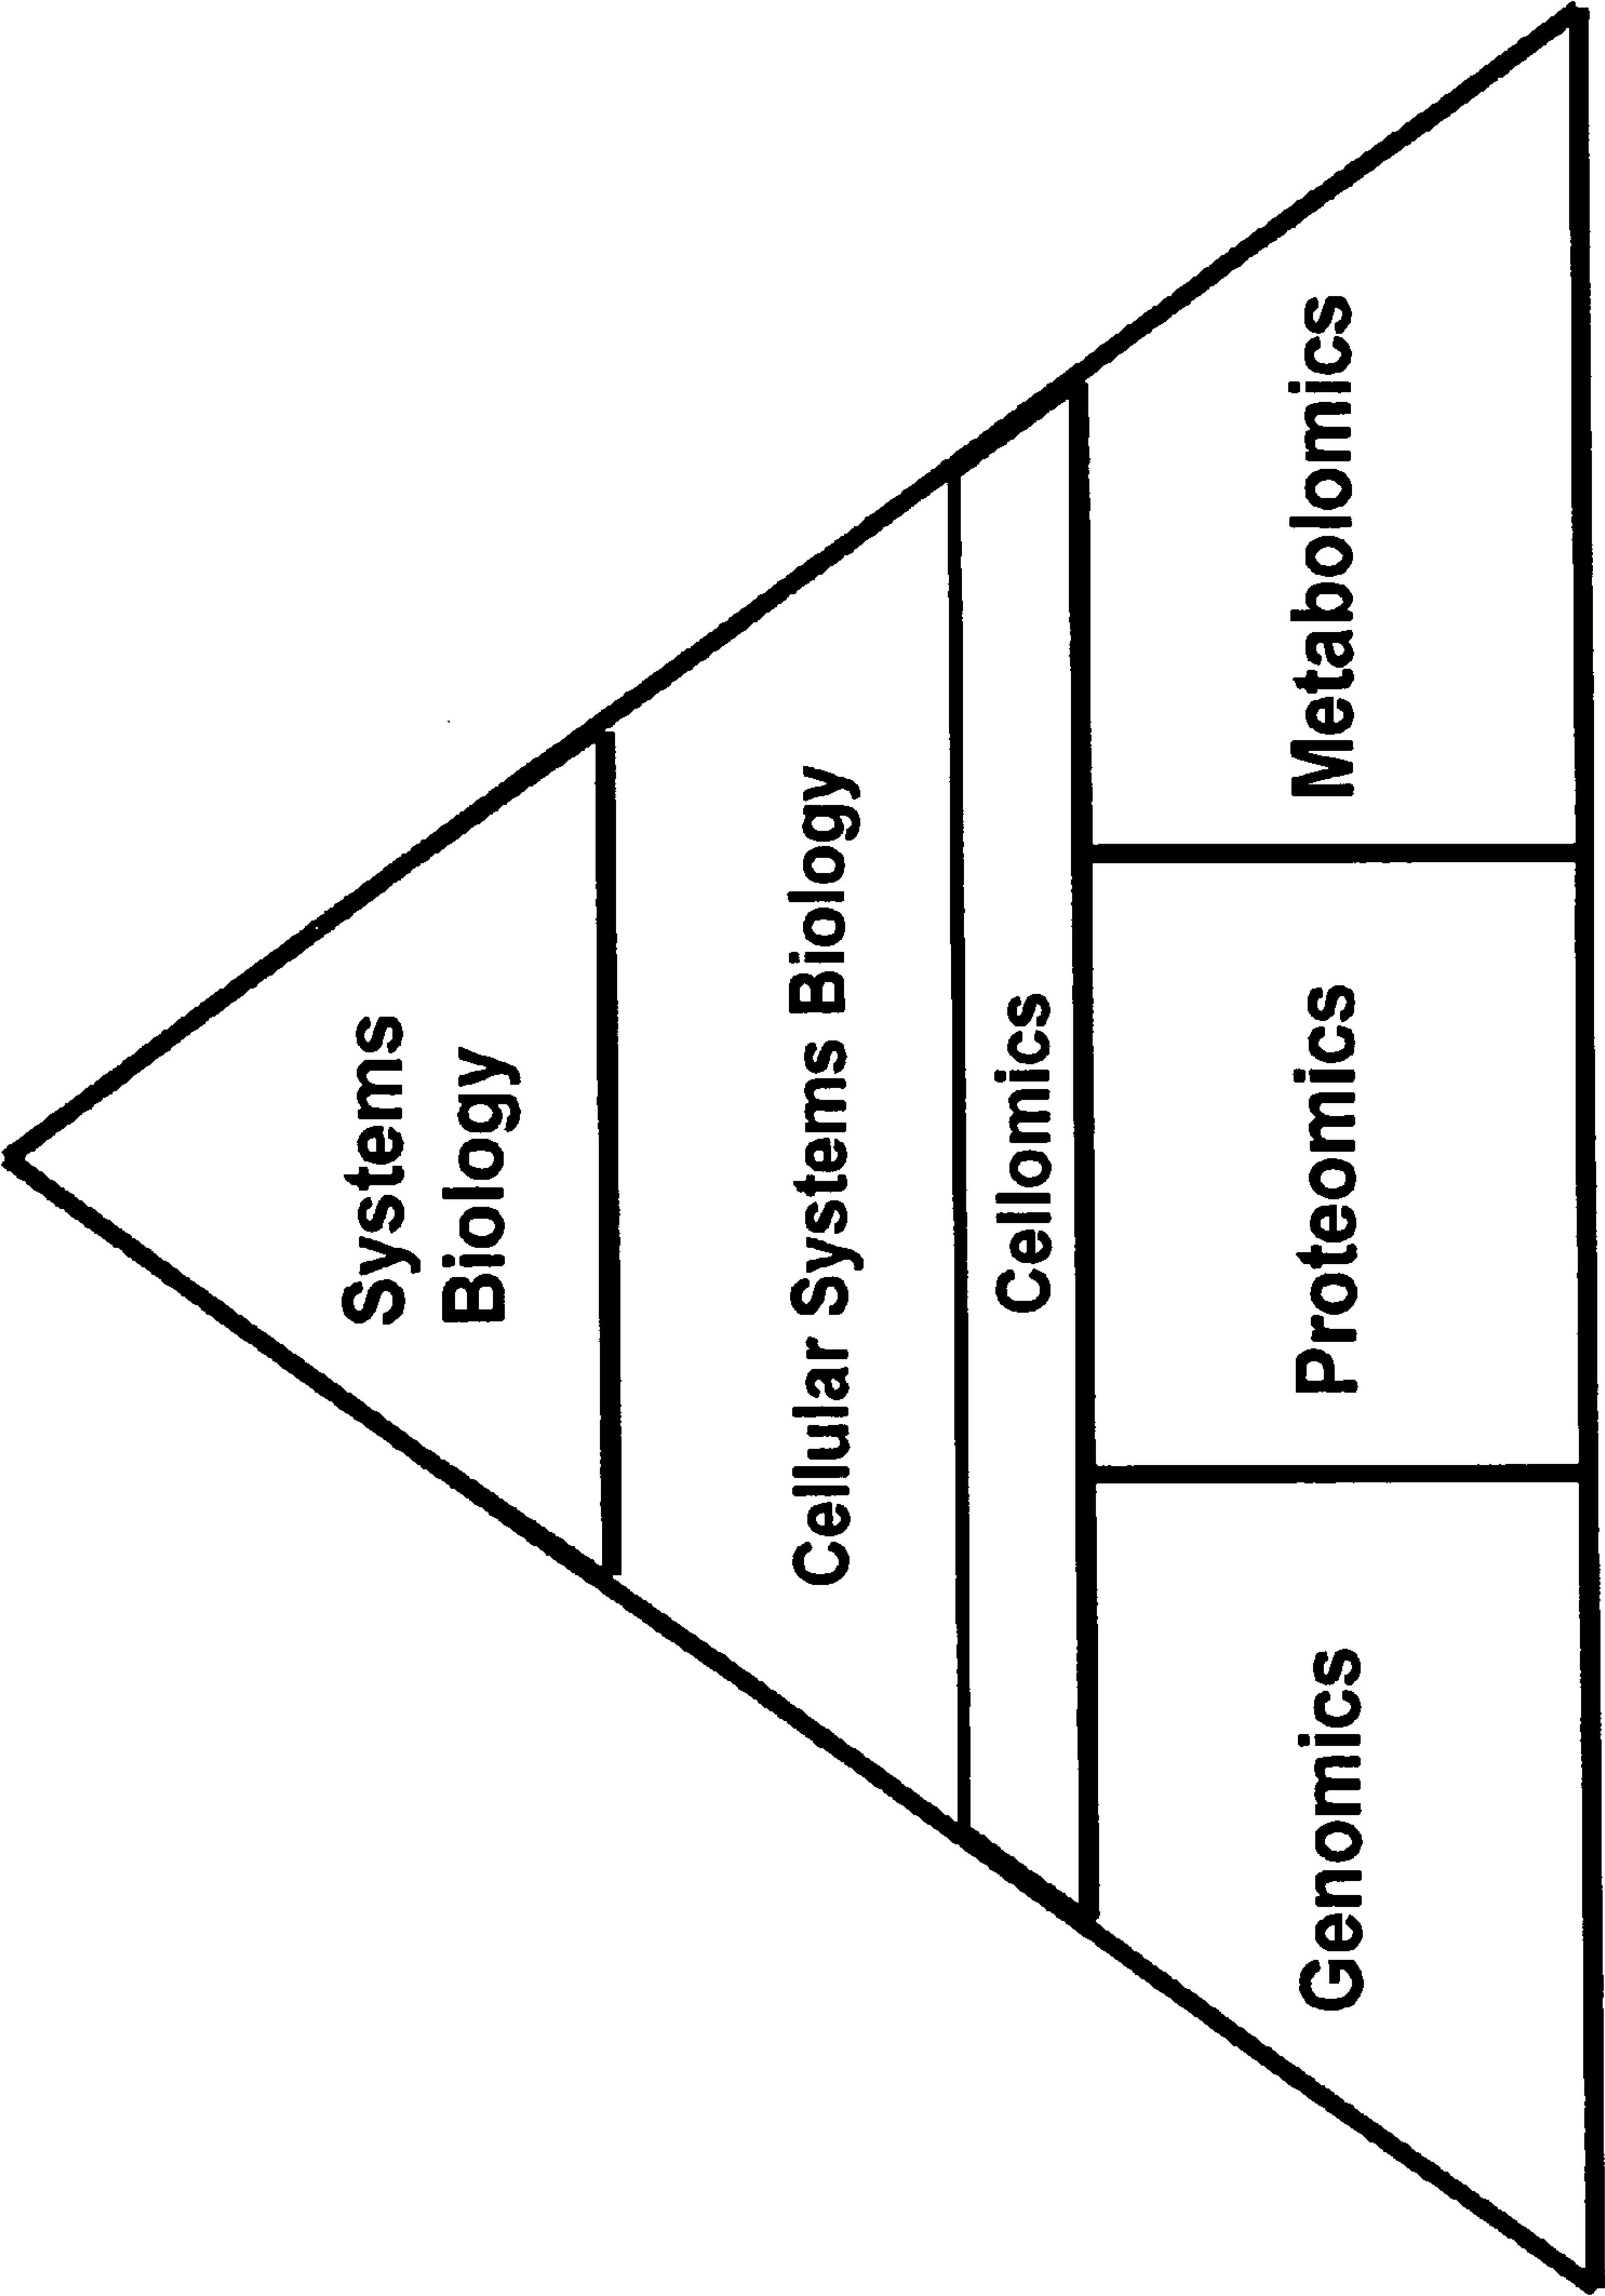 Systems
Biology
Cellular Systems Biology
Cellomics
Genomics
Proteomics
Metabolomics